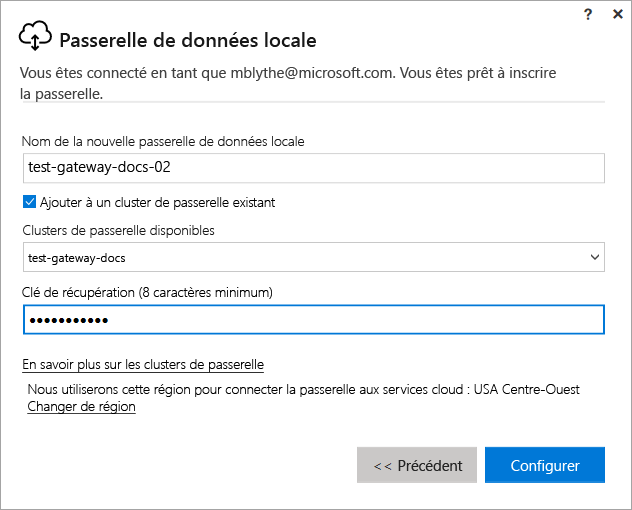 ? ×
Passerelle de données locale
Vous êtes connecté en tant que mblythe@microsoft.com. Vous êtes prêt à inscrire
la passerelle.
Nom de la nouvelle passerelle de données locale
test-gateway-docs-02
Ajouter à un cluster de passerelle existant
Clusters de passerelle disponibles
test-gateway-docs
Clé de récupération (8 caractères minimum)
•••••••••••
En savoir plus sur les clusters de passerelle
Nous utiliserons cette région pour connecter la passerelle aux services cloud : USA Centre-Ouest
Changer de région
<< Précédent
Configurer